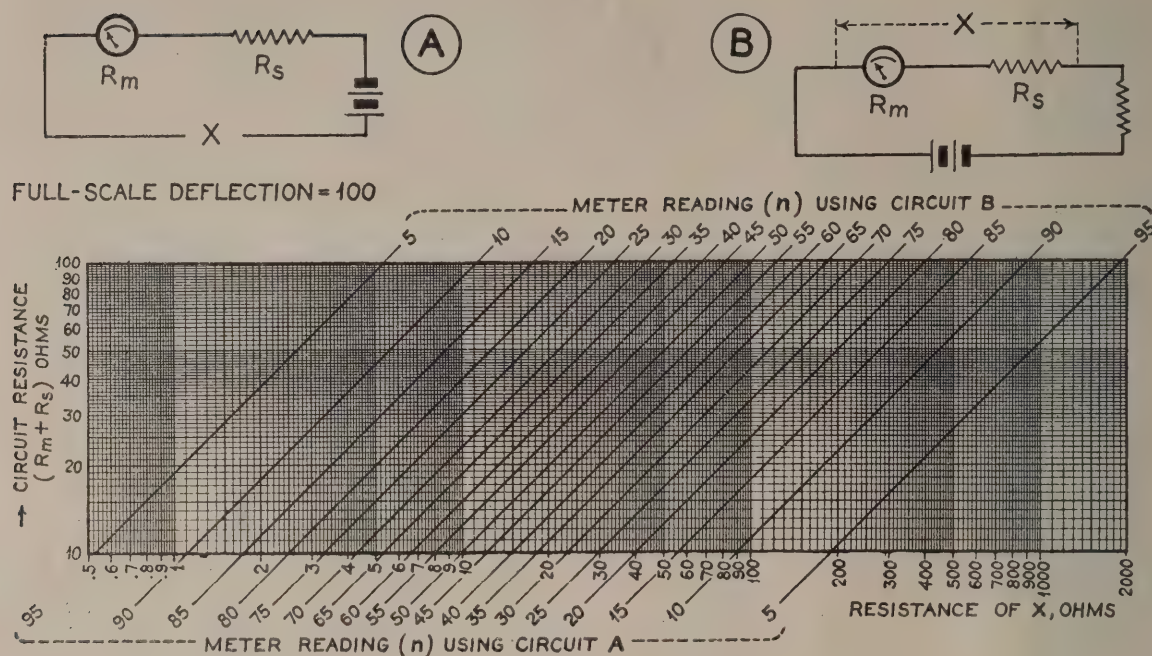 Rm
Rs
X
A
B
X
Rm
Rs
FULL-SCALE DEFLECTION = 100
METER READING (n) USING CIRCUIT B
5 10 15 20 25 30 35 40 45 50 55 60 65 70 75 80 85 90 95
→ CIRCUIT RESISTANCE
(Rm + Rs) OHMS
100
90
80
70
60
50
40
30
20
10
.5 .6 .7 .8 .9 1 2 3 4 5 6 7 8 9 10 20 30 40 50 60 70 80 90 100 200 300 400 500 600 700 800 900 1000 2000
95 90 85 80 75 70 65 60 55 50 45 40 35 30 25 20 15 10 5
RESISTANCE OF X, OHMS
METER READING (n) USING CIRCUIT A